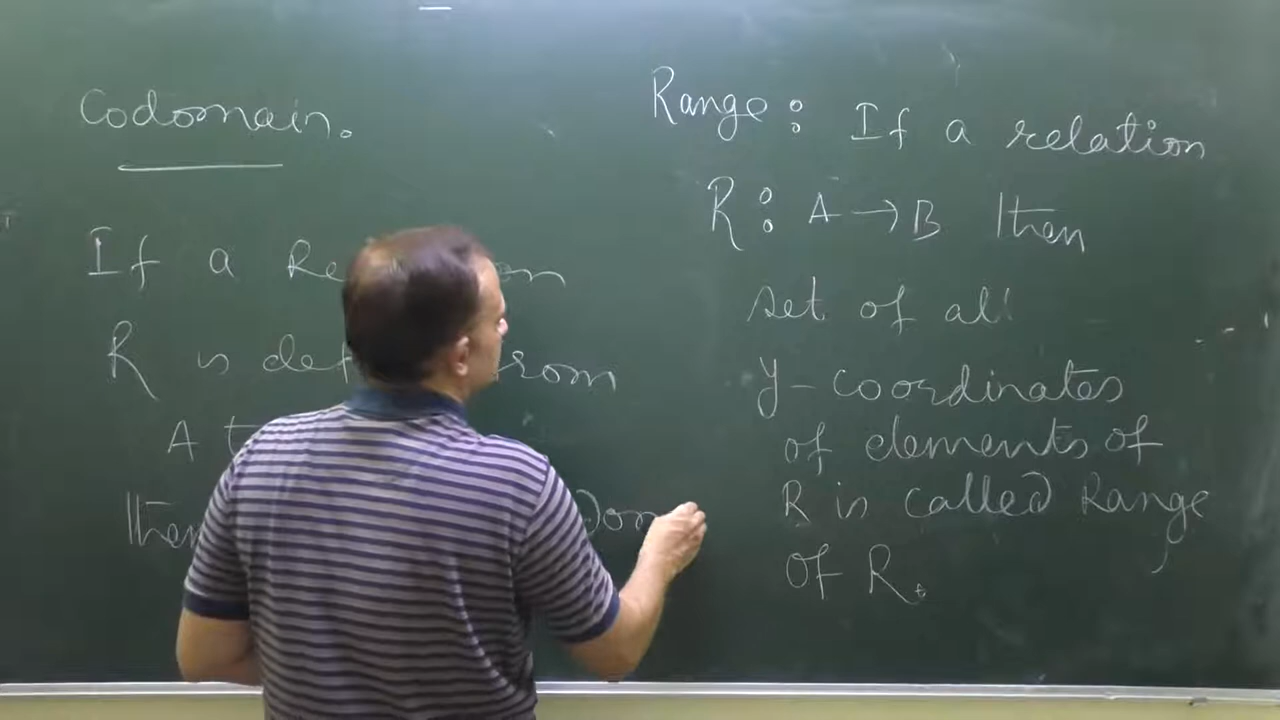 Codomain.
If a Re on
R is def rom
A t
then Dom
Range : If a relation
R : A → B then
set of all
y-coordinates
of elements of
R is called Range
of R.